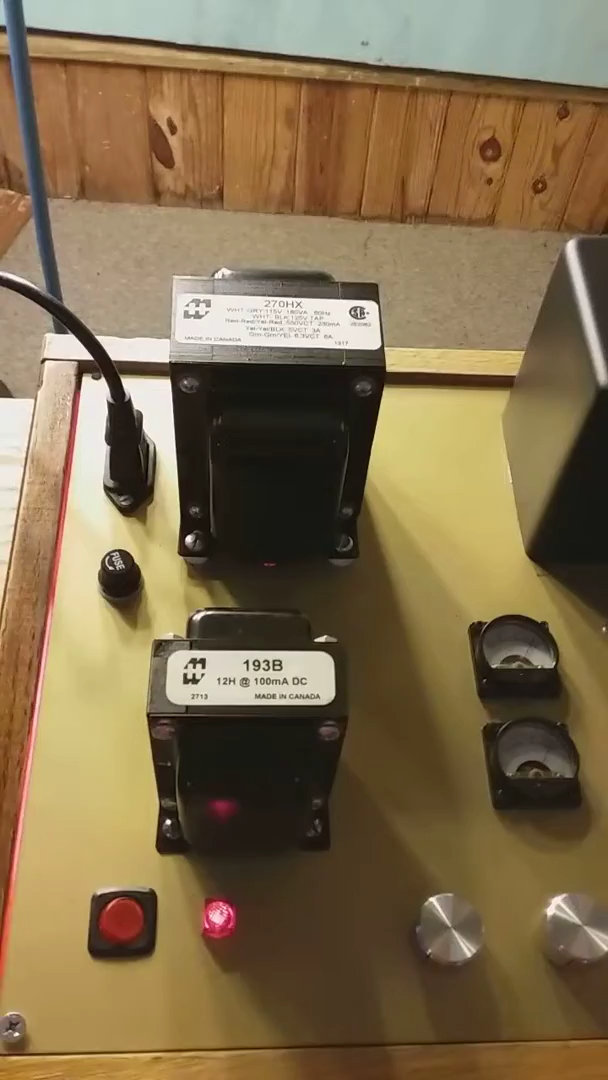 270HX
WHT-GRY:115V 180VA 60Hz
WHT- BLK:125V TAP
Red-Red/Yel-Red: 550VCT 230mA
Yel-Yel/BLK: 5VCT 3A
Grn-Grn/YEL 6.3VCT 6A
MADE IN CANADA 1817
FUSE
193B
12H @ 100mA DC
2713 MADE IN CANADA